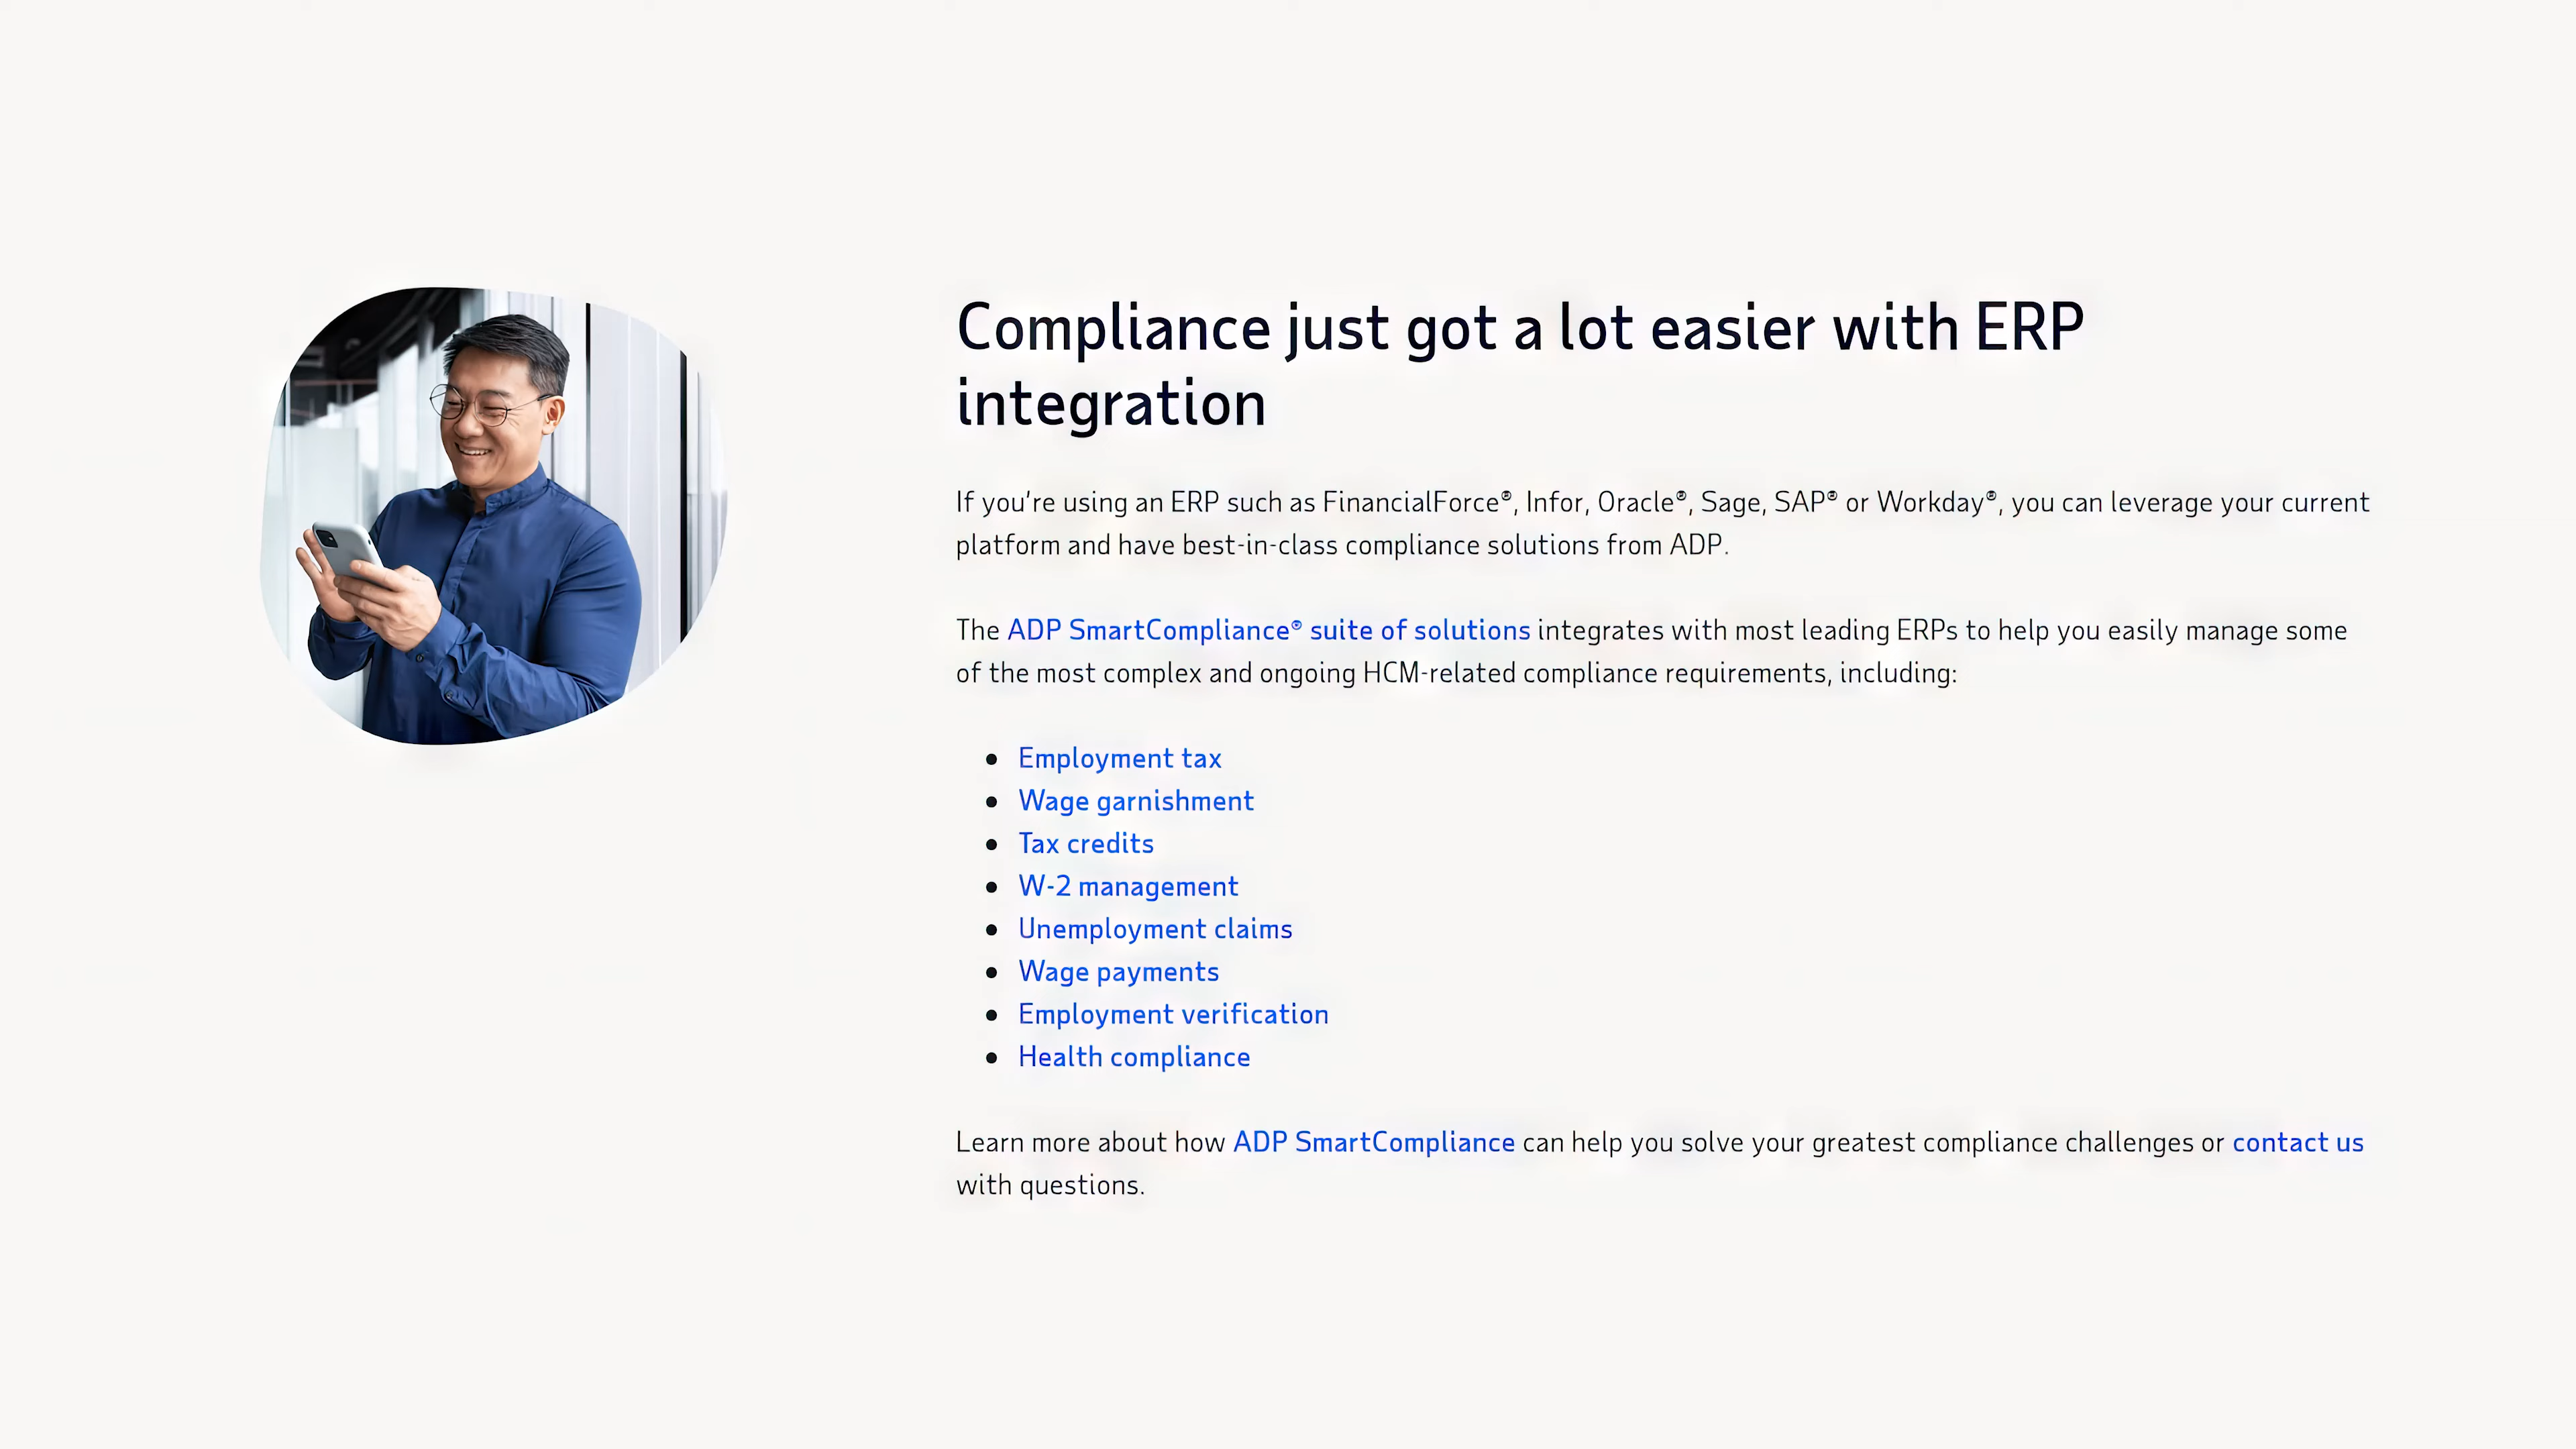 Compliance just got a lot easier with ERP
integration
If you’re using an ERP such as FinancialForce®, Infor, Oracle®, Sage, SAP® or Workday®, you can leverage your current
platform and have best-in-class compliance solutions from ADP.
The ADP SmartCompliance® suite of solutions integrates with most leading ERPs to help you easily manage some
of the most complex and ongoing HCM-related compliance requirements, including:
• Employment tax
• Wage garnishment
• Tax credits
• W-2 management
• Unemployment claims
• Wage payments
• Employment verification
• Health compliance
Learn more about how ADP SmartCompliance can help you solve your greatest compliance challenges or contact us
with questions.